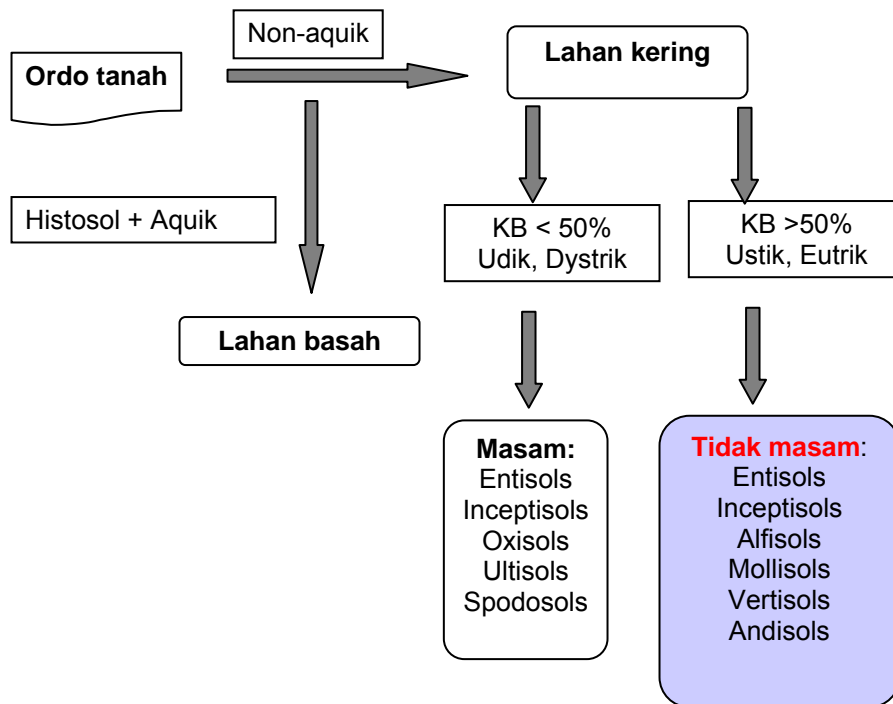 Non-aquik
Ordo tanah
Lahan kering
Histosol + Aquik
KB < 50%
Udik, Dystrik
KB >50%
Ustik, Eutrik
Lahan basah
Masam:
Entisols
Inceptisols
Oxisols
Ultisols
Spodosols
Tidak masam:
Entisols
Inceptisols
Alfisols
Mollisols
Vertisols
Andisols